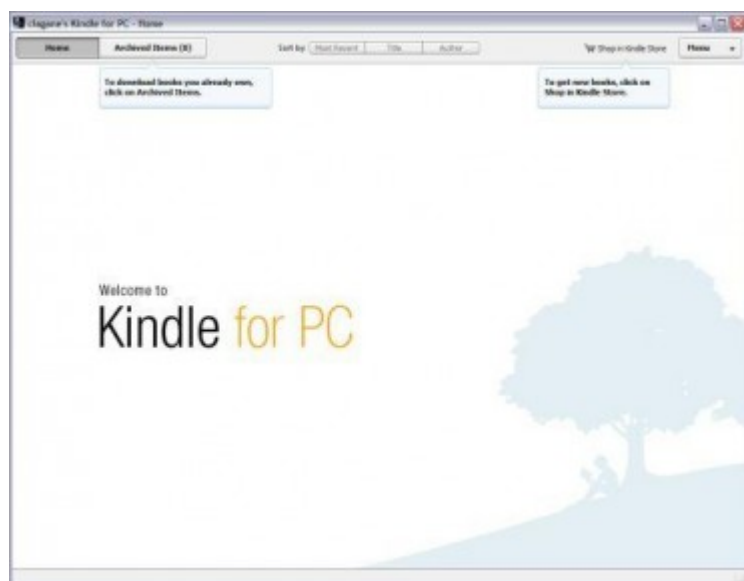 clagane's Kindle for PC - Home
Home
Archived Items (0)
Sort by
Most Recent
Title
Author
Shop in Kindle Store
Menu
To download books you already own,
click on Archived Items.
To get new books, click on
Shop in Kindle Store.
Welcome to
Kindle for PC